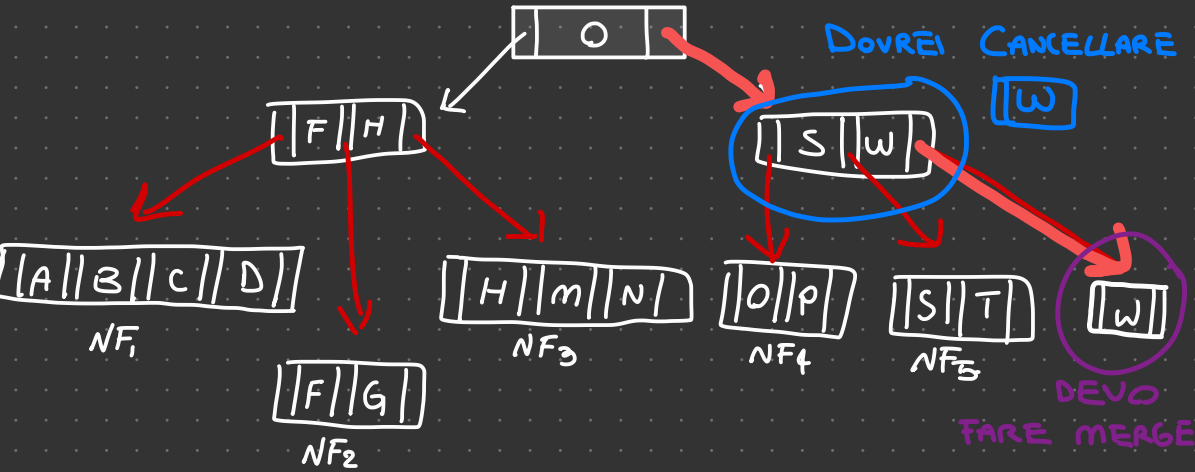 O
DOVREI CANCELLARE
W
F H
S W
A B C D
NF1
H M N
NF3
O P
NF4
S T
NF5
W
F G
NF2
DEVO
FARE MERGE